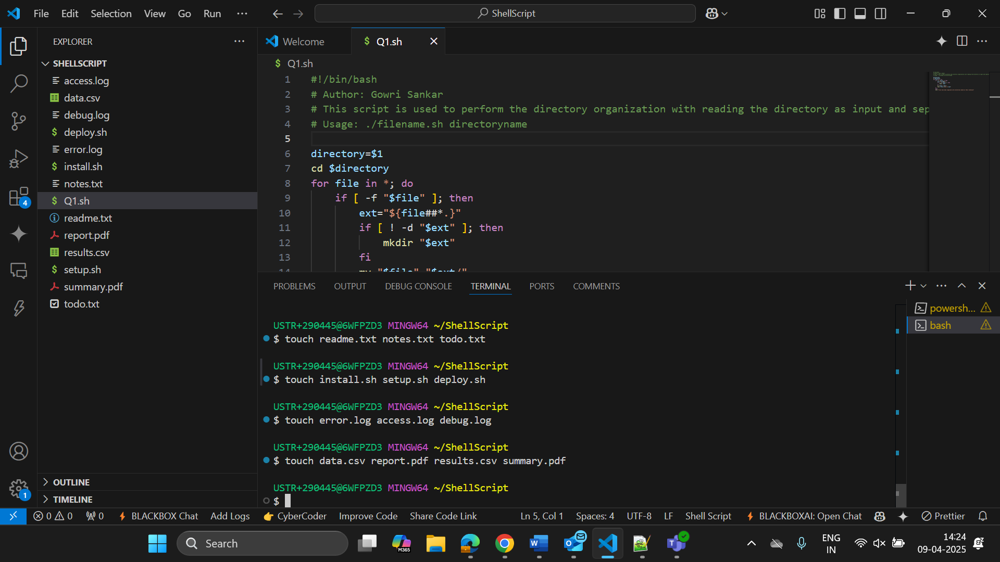 File Edit Selection View Go Run ShellScript
EXPLORER
SHELLSCRIPT
access.log
data.csv
debug.log
deploy.sh
error.log
install.sh
notes.txt
Q1.sh
readme.txt
report.pdf
results.csv
setup.sh
summary.pdf
todo.txt
OUTLINE
TIMELINE
4
1
Welcome $ Q1.sh
$ Q1.sh
1 #!/bin/bash
2 # Author: Gowri Sankar
3 # This script is used to perform the directory organization with reading the directory as input and sep
4 # Usage: ./filename.sh directoryname
5
6 directory=$1
7 cd $directory
8 for file in *; do
9 if [ -f "$file" ]; then
10 ext="${file##*.}"
11 if [ ! -d "$ext" ]; then
12 mkdir "$ext"
13 fi
14 mv "$file" "$ext/"
PROBLEMS OUTPUT DEBUG CONSOLE TERMINAL PORTS COMMENTS
powersh...
bash
USTR+290445@6WFPZD3 MINGW64 ~/ShellScript
$ touch readme.txt notes.txt todo.txt
USTR+290445@6WFPZD3 MINGW64 ~/ShellScript
$ touch install.sh setup.sh deploy.sh
USTR+290445@6WFPZD3 MINGW64 ~/ShellScript
$ touch error.log access.log debug.log
USTR+290445@6WFPZD3 MINGW64 ~/ShellScript
$ touch data.csv report.pdf results.csv summary.pdf
USTR+290445@6WFPZD3 MINGW64 ~/ShellScript
$
0 0 0 BLACKBOX Chat Add Logs CyberCoder Improve Code Share Code Link Ln 5, Col 1 Spaces: 4 UTF-8 LF Shell Script BLACKBOXAI: Open Chat Prettier
Search M365 ENG 14:24
IN 09-04-2025